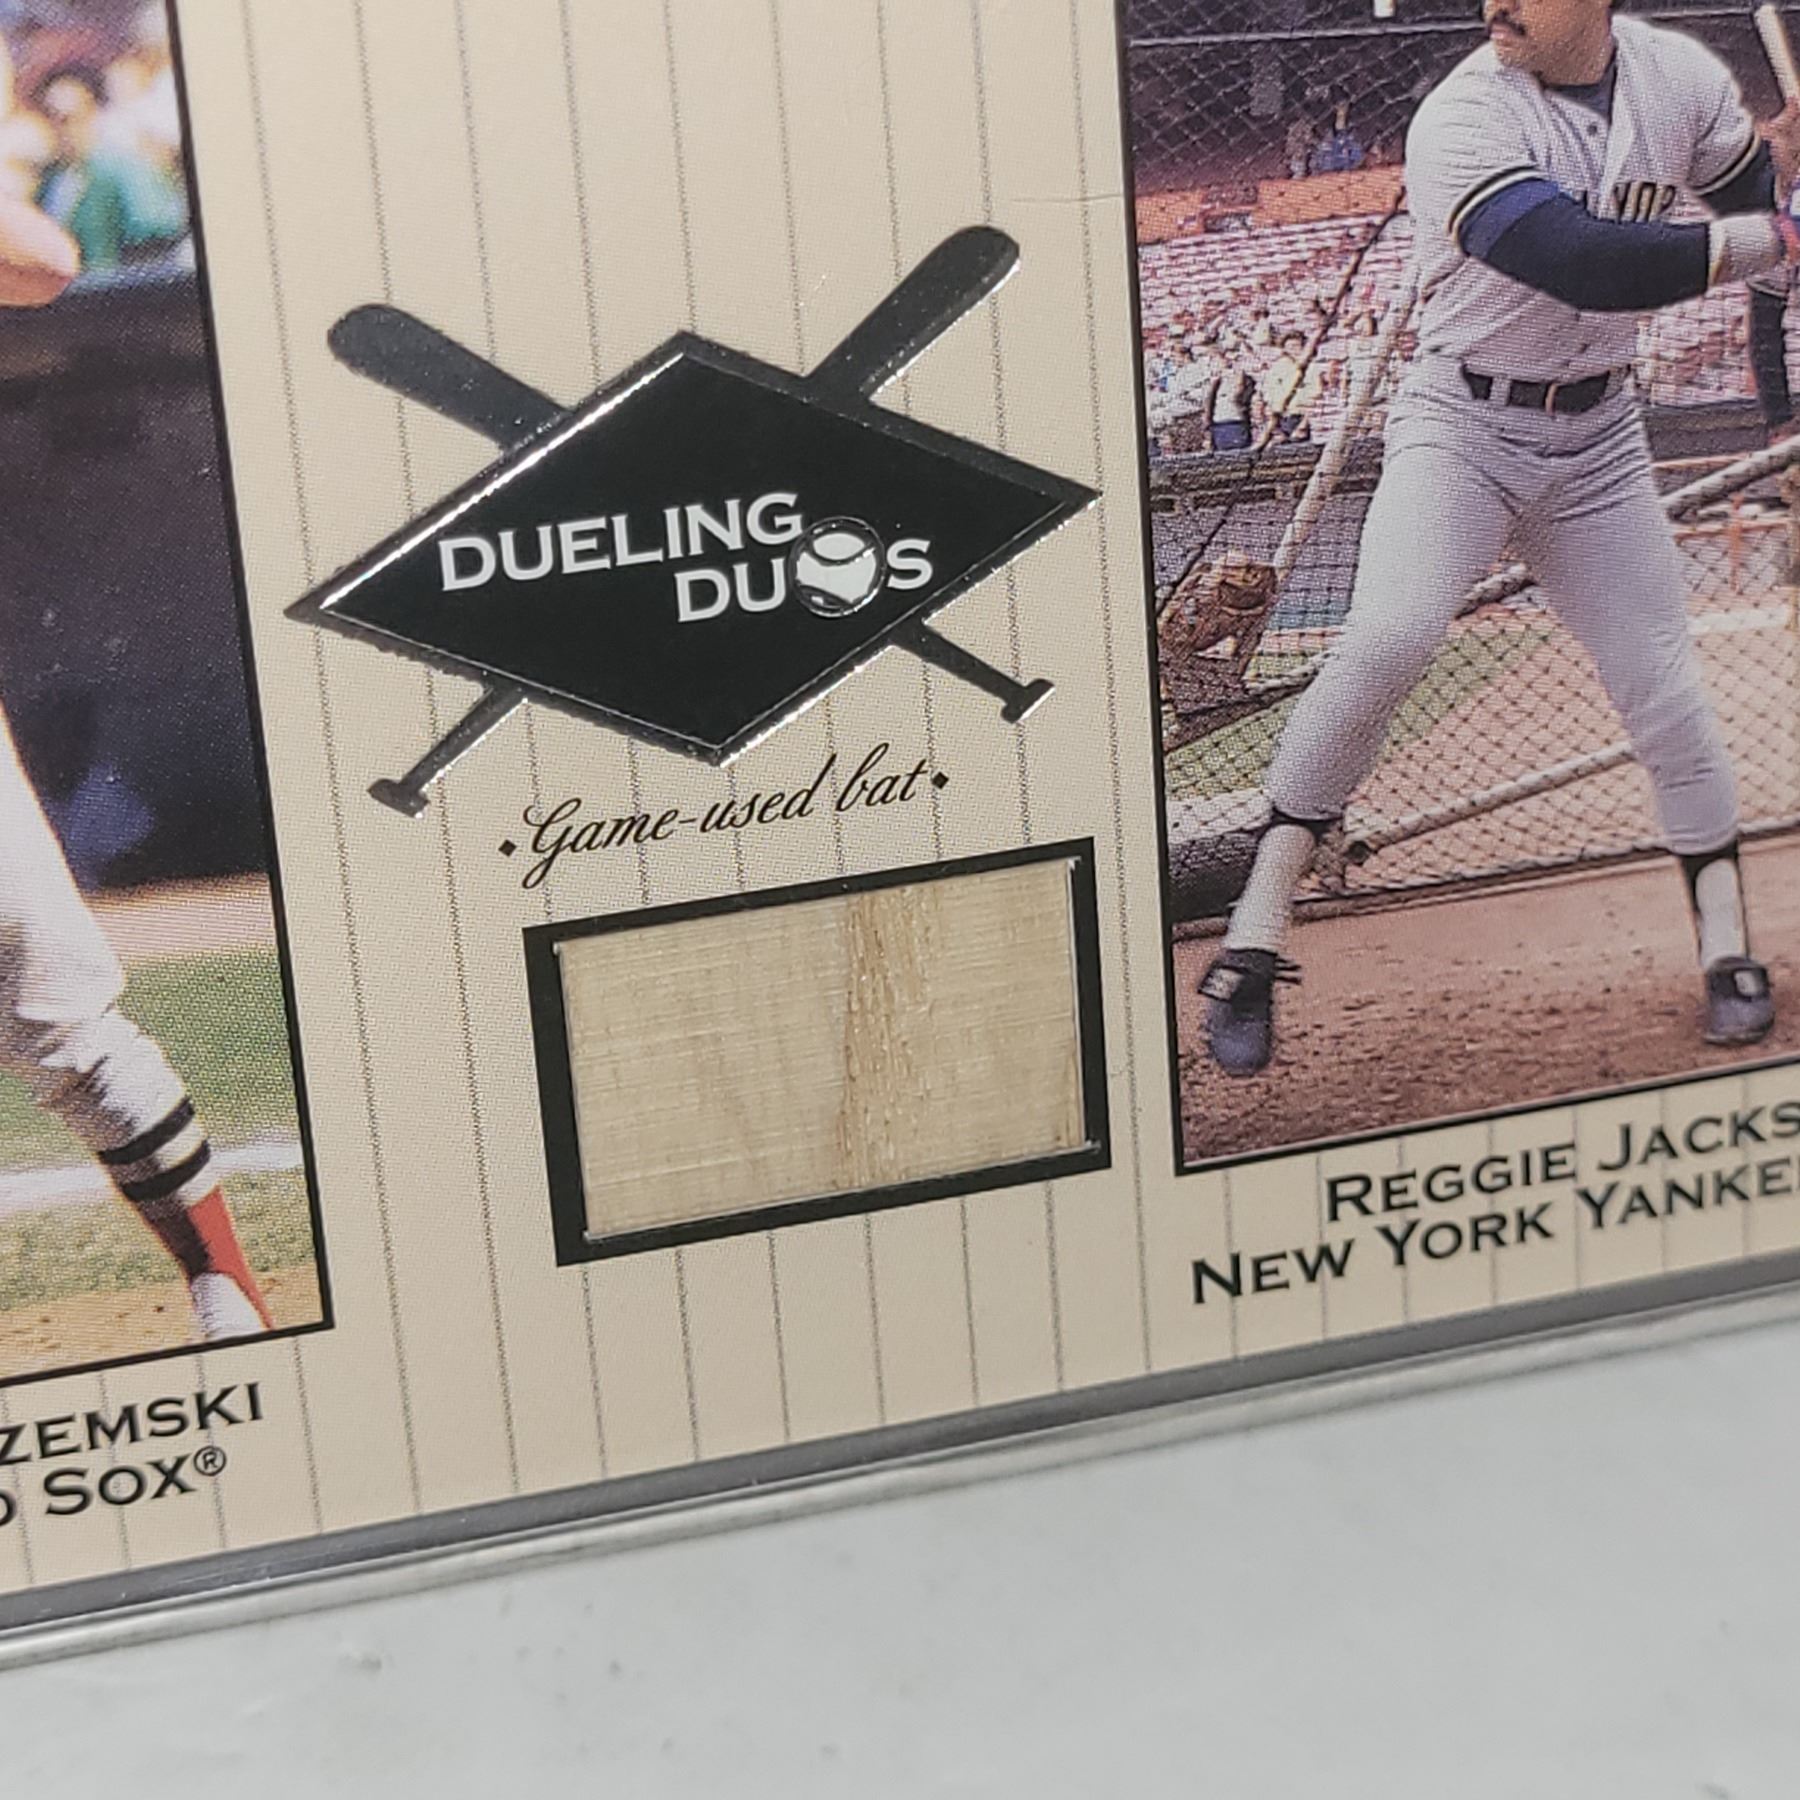 DUELING
DUOS
Game-used bat
ZEMSKI
SOX®
REGGIE JACKS
NEW YORK YANKE